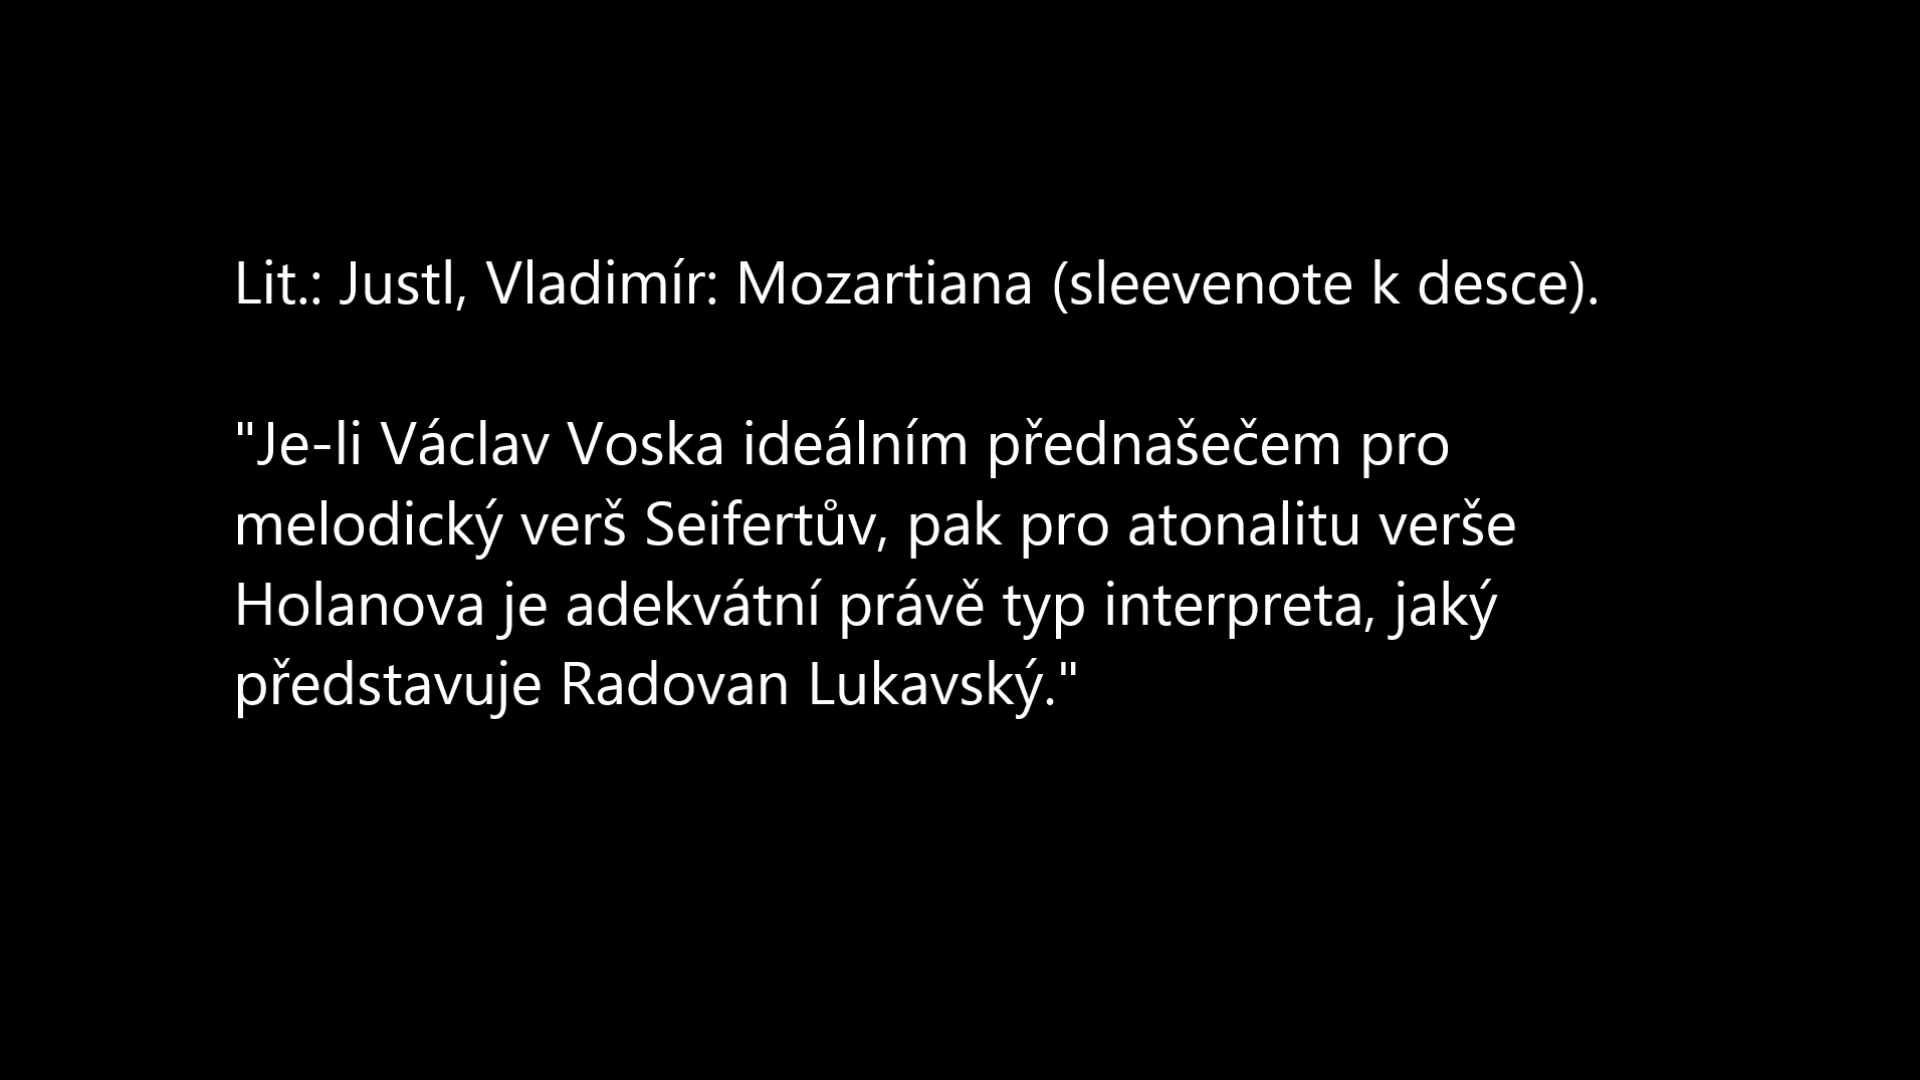 Lit.: Justl, Vladimír: Mozartiana (sleevenote k desce).
"Je-li Václav Voska ideálním přednašečem pro
melodický verš Seifertův, pak pro atonalitu verše
Holanova je adekvátní právě typ interpreta, jaký
představuje Radovan Lukavský."